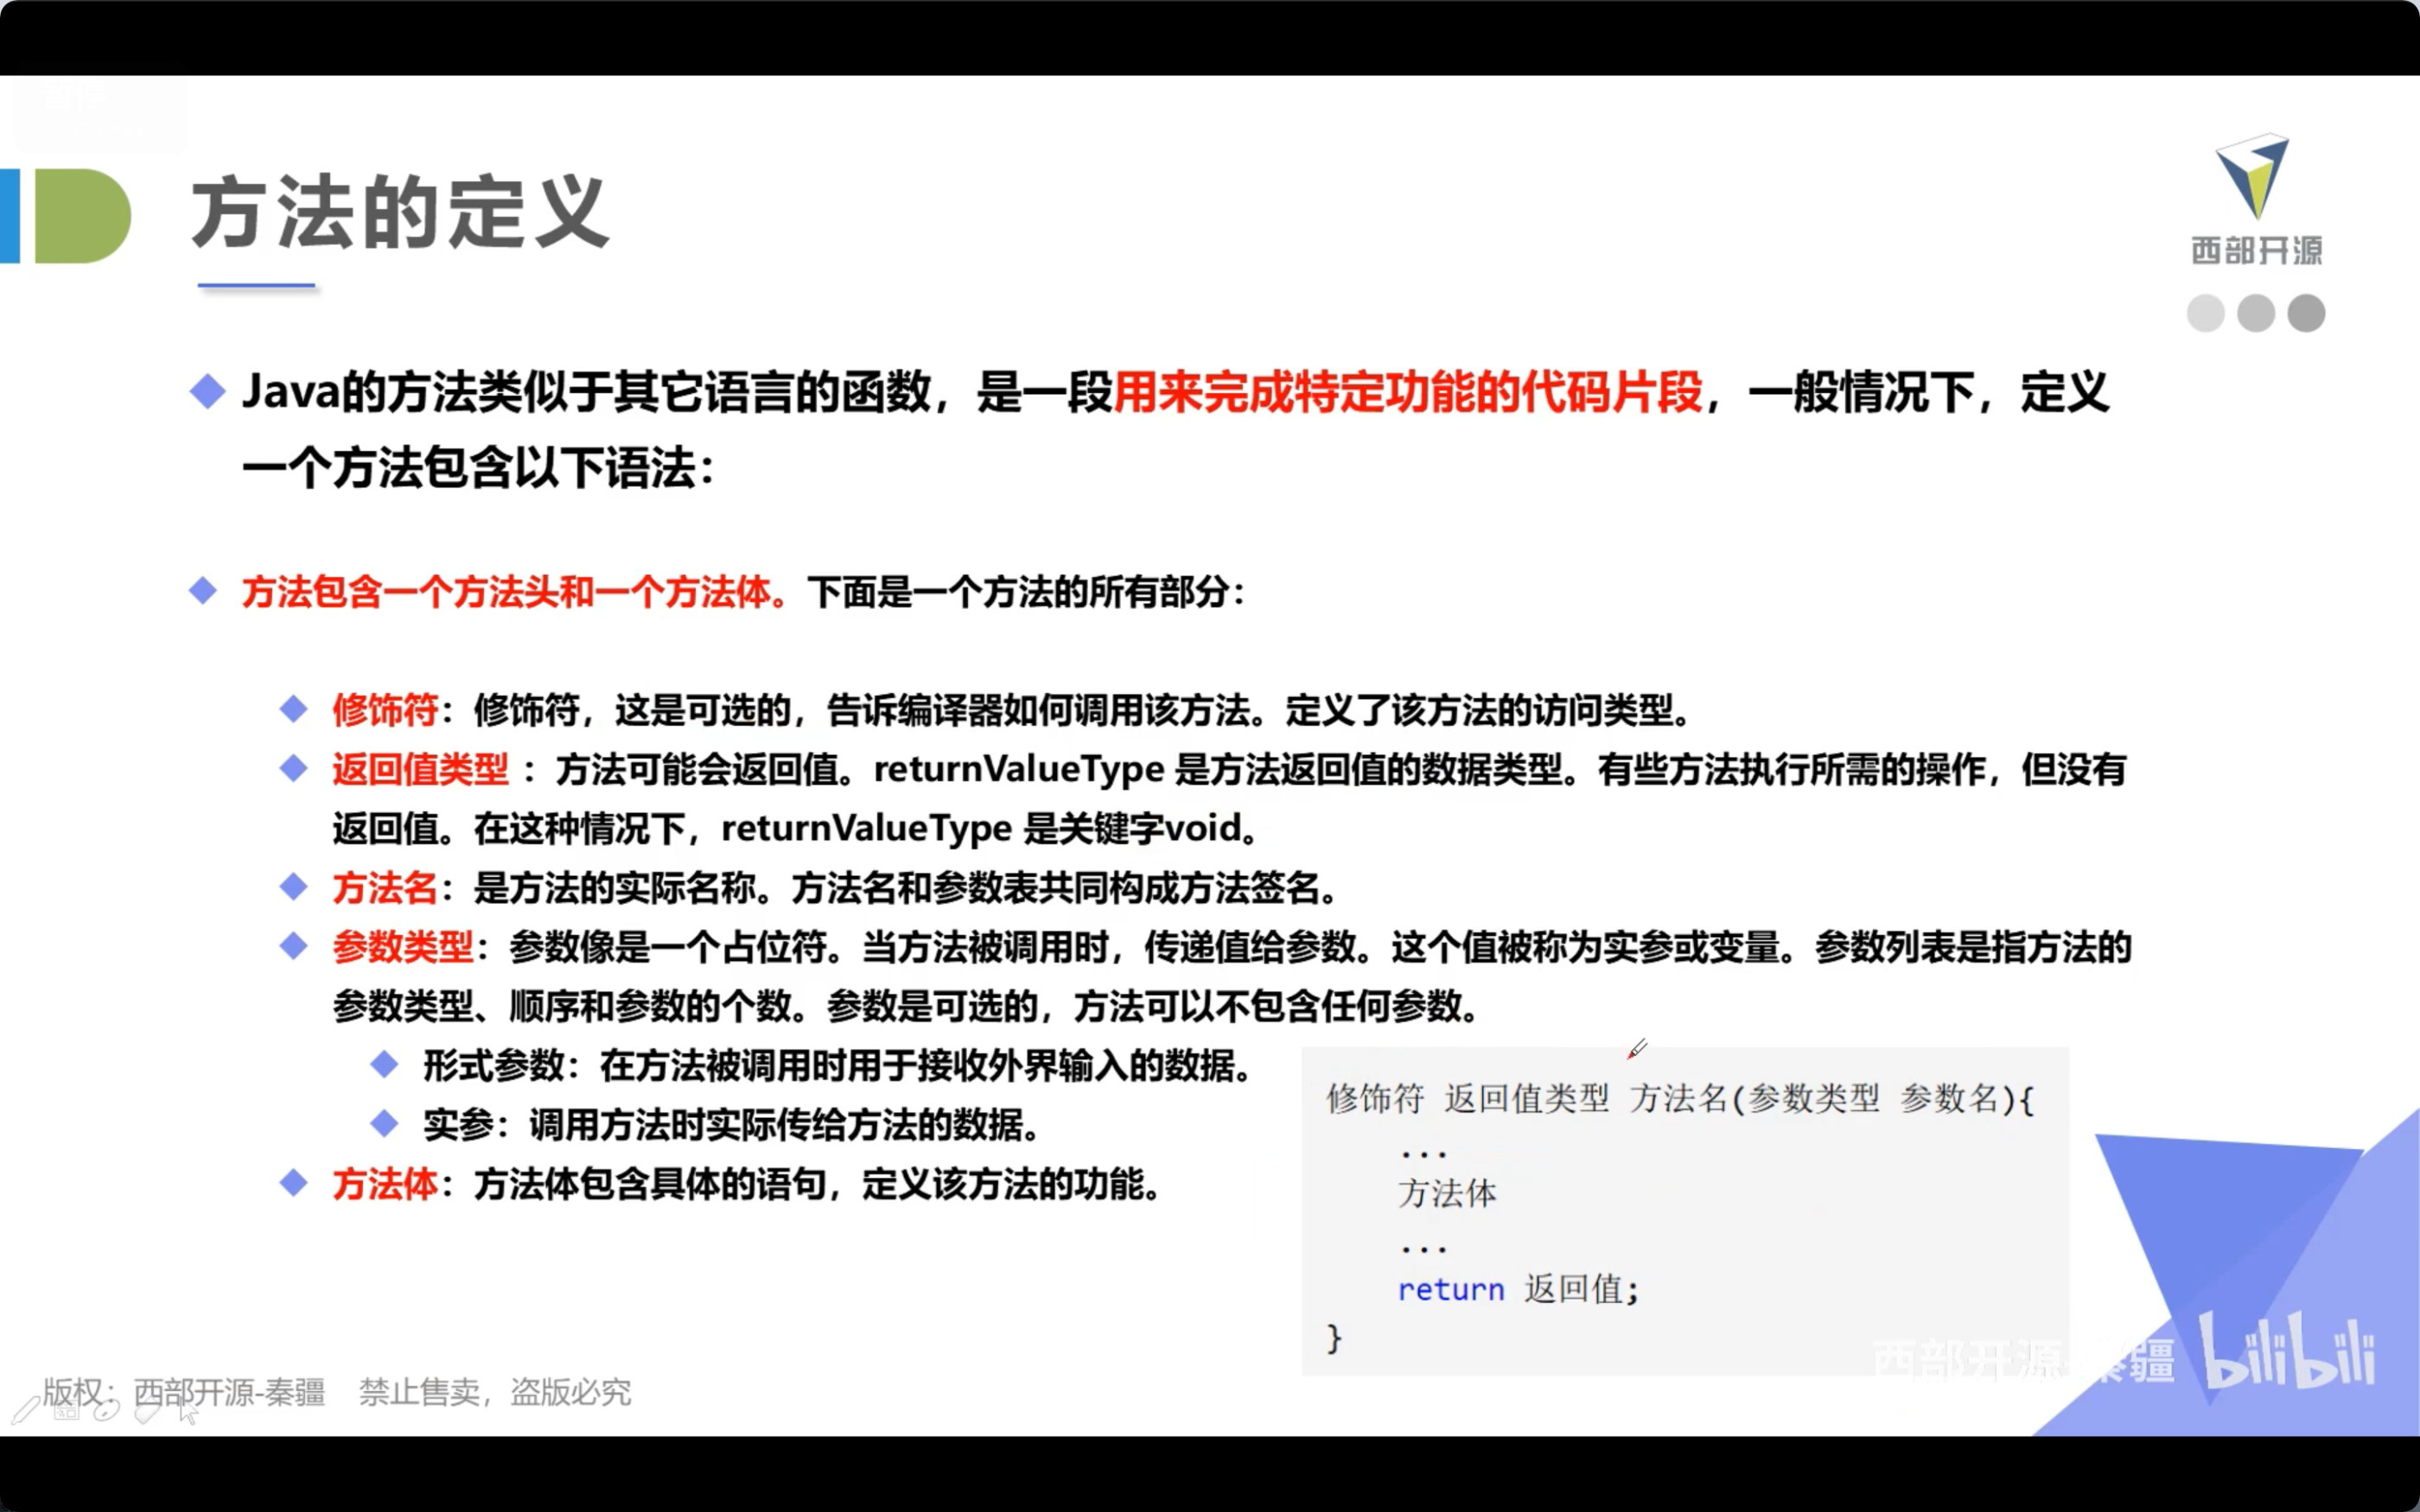 方法的定义
西部开源
Java的方法类似于其它语言的函数，是一段用来完成特定功能的代码片段，一般情况下，定义
一个方法包含以下语法：
方法包含一个方法头和一个方法体。下面是一个方法的所有部分：
修饰符：修饰符，这是可选的，告诉编译器如何调用该方法。定义了该方法的访问类型。
返回值类型 ：方法可能会返回值。returnValueType 是方法返回值的数据类型。有些方法执行所需的操作，但没有
返回值。在这种情况下，returnValueType 是关键字void。
方法名：是方法的实际名称。方法名和参数表共同构成方法签名。
参数类型：参数像是一个占位符。当方法被调用时，传递值给参数。这个值被称为实参或变量。参数列表是指方法的
参数类型、顺序和参数的个数。参数是可选的，方法可以不包含任何参数。
形式参数：在方法被调用时用于接收外界输入的数据。
实参：调用方法时实际传给方法的数据。
方法体：方法体包含具体的语句，定义该方法的功能。
修饰符 返回值类型 方法名(参数类型 参数名){
...
方法体
...
return 返回值;
}
西部开源-秦疆 bilibili
版权：西部开源-秦疆 禁止售卖，盗版必究